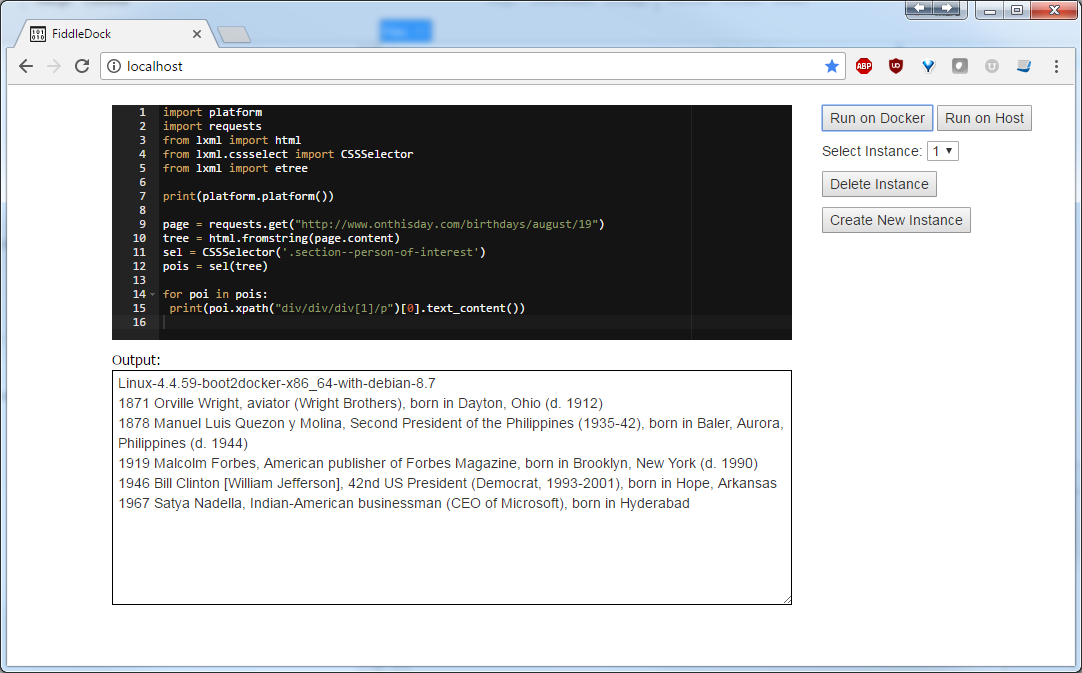 FiddleDock
localhost
ABP
1 import platform
2 import requests
3 from lxml import html
4 from lxml.cssselect import CSSSelector
5 from lxml import etree
6
7 print(platform.platform())
8
9 page = requests.get("http://www.onthisday.com/birthdays/august/19")
10 tree = html.fromstring(page.content)
11 sel = CSSSelector('.section--person-of-interest')
12 pois = sel(tree)
13
14 for poi in pois:
15 print(poi.xpath("div/div/div[1]/p")[0].text_content())
16
Run on Docker Run on Host
Select Instance: 1
Delete Instance
Create New Instance
Output:
Linux-4.4.59-boot2docker-x86_64-with-debian-8.7
1871 Orville Wright, aviator (Wright Brothers), born in Dayton, Ohio (d. 1912)
1878 Manuel Luis Quezon y Molina, Second President of the Philippines (1935-42), born in Baler, Aurora,
Philippines (d. 1944)
1919 Malcolm Forbes, American publisher of Forbes Magazine, born in Brooklyn, New York (d. 1990)
1946 Bill Clinton [William Jefferson], 42nd US President (Democrat, 1993-2001), born in Hope, Arkansas
1967 Satya Nadella, Indian-American businessman (CEO of Microsoft), born in Hyderabad